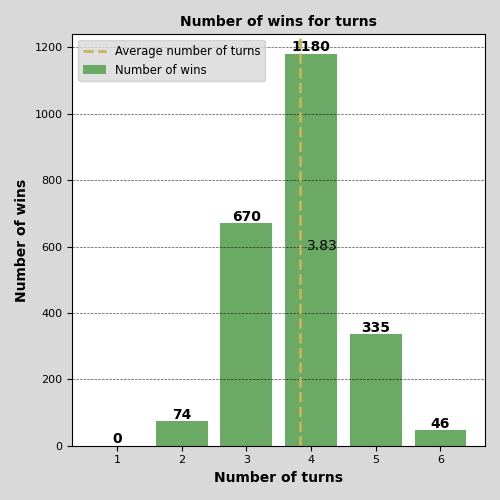 Number of wins for turns
Average number of turns
Number of wins
Number of wins
1200
1000
800
600
400
200
0
0
74
670
1180
3.83
335
46
1 2 3 4 5 6
Number of turns